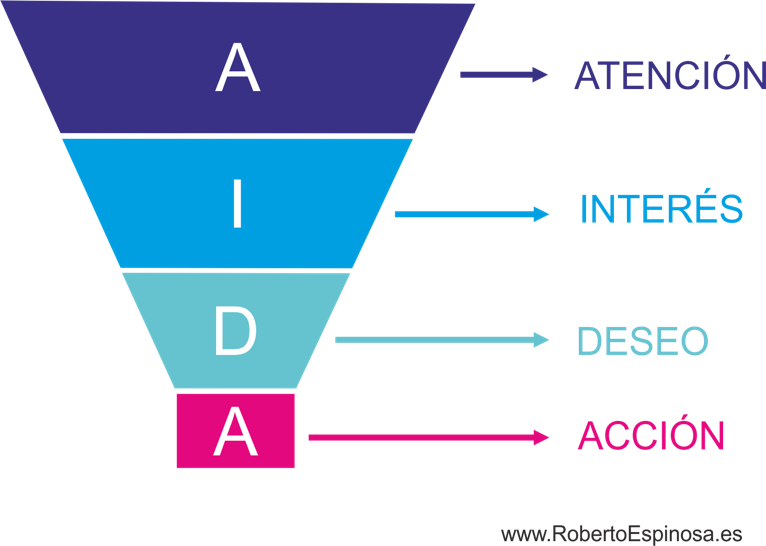 A
ATENCIÓN
I
INTERÉS
D
DESEO
A
ACCIÓN
www.RobertoEspinosa.es